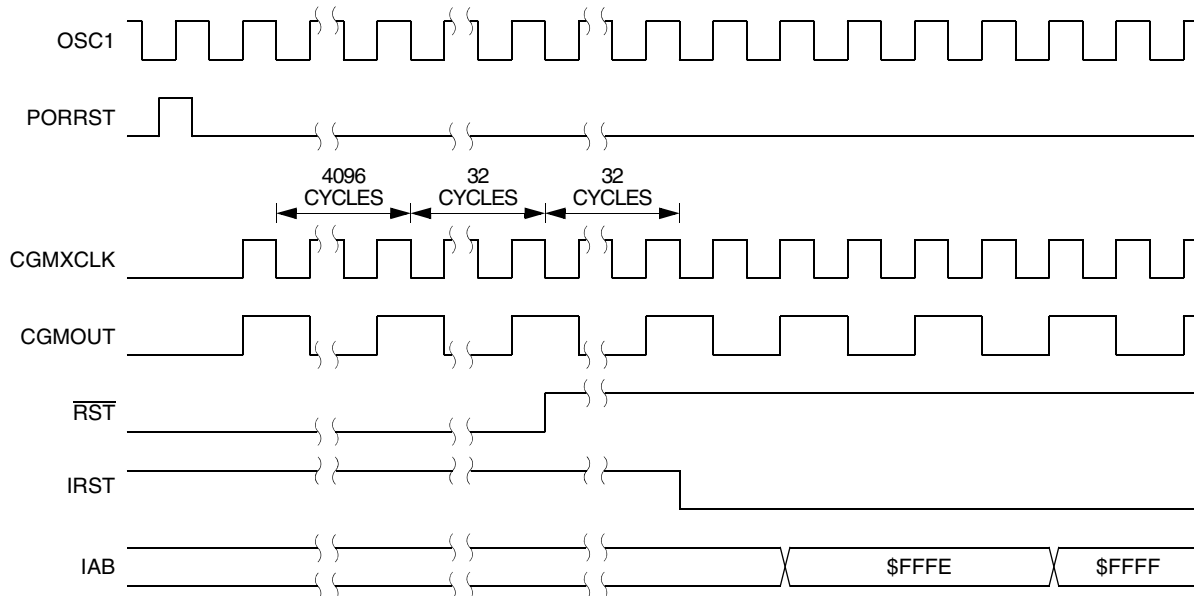 OSC1
PORRST
4096
CYCLES
32
CYCLES
32
CYCLES
CGMXCLK
CGMOUT
RST
IRST
IAB
$FFFE
$FFFF